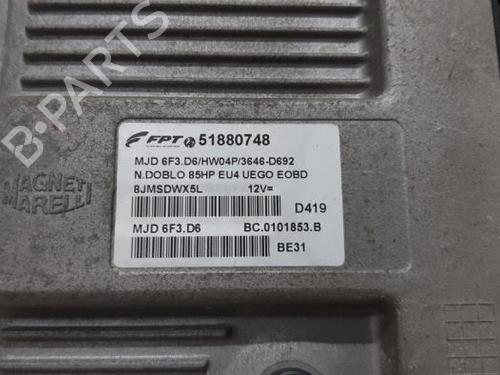 B-PARTS
FPT 51880748
MJD 6F3.D6/HW04P/3646-D692
N.DOBLO 85HP EU4 UEGO EOBD
8JMSDWX5L 12V=
D419
MJD 6F3.D6 BC.0101853.B
BE31
MAGNETI
MARELLI